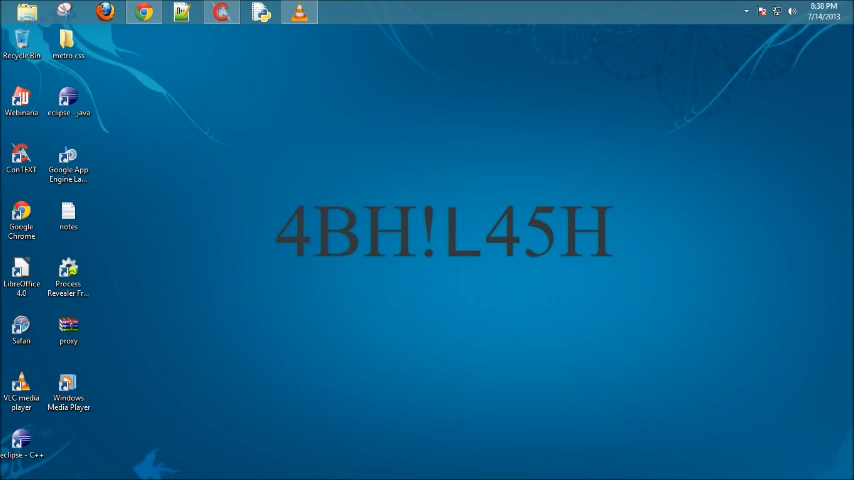 8:38 PM
7/14/2013
Recycle Bin
metro css
Webinaria
eclipse - java
ConTEXT
Google App
Engine La...
Google
Chrome
notes
LibreOffice
4.0
Process
Revealer Fr...
Safari
proxy
VLC media
player
Windows
Media Player
eclipse - C++
4BH!L45H